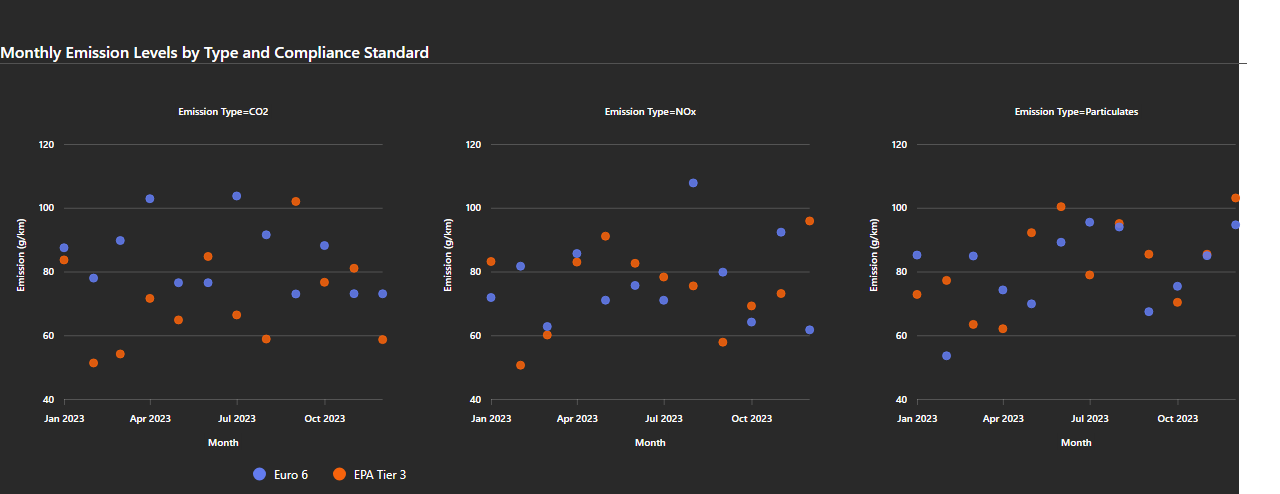 Monthly Emission Levels by Type and Compliance Standard
Emission Type=CO2
Emission Type=NOx
Emission Type=Particulates
120
100
80
60
40
Emission (g/km)
Jan 2023 Apr 2023 Jul 2023 Oct 2023
Month
120
100
80
60
40
Emission (g/km)
Jan 2023 Apr 2023 Jul 2023 Oct 2023
Month
120
100
80
60
40
Emission (g/km)
Jan 2023 Apr 2023 Jul 2023 Oct 2023
Month
Euro 6 EPA Tier 3